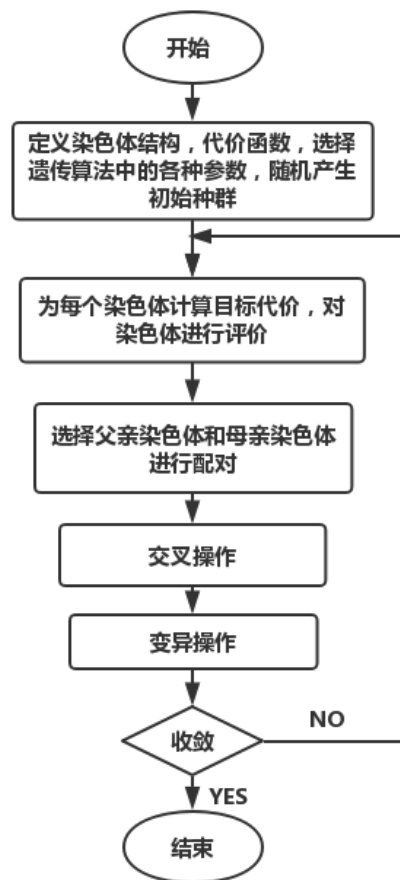 开始
定义染色体结构，代价函数，选择
遗传算法中的各种参数，随机产生
初始种群
为每个染色体计算目标代价，对
染色体进行评价
选择父亲染色体和母亲染色体
进行配对
交叉操作
变异操作
收敛
NO
YES
结束